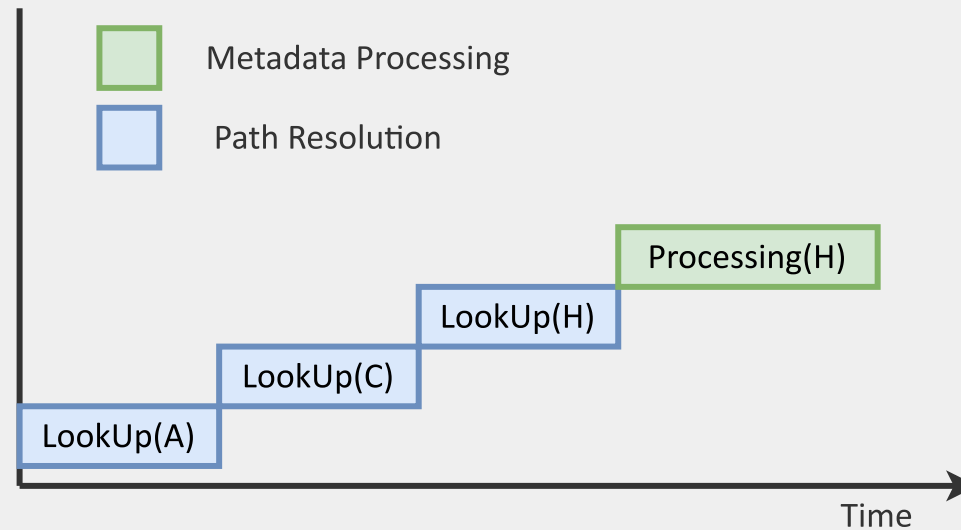 Metadata Processing
Path Resolution
Processing(H)
LookUp(H)
LookUp(C)
LookUp(A)
Time